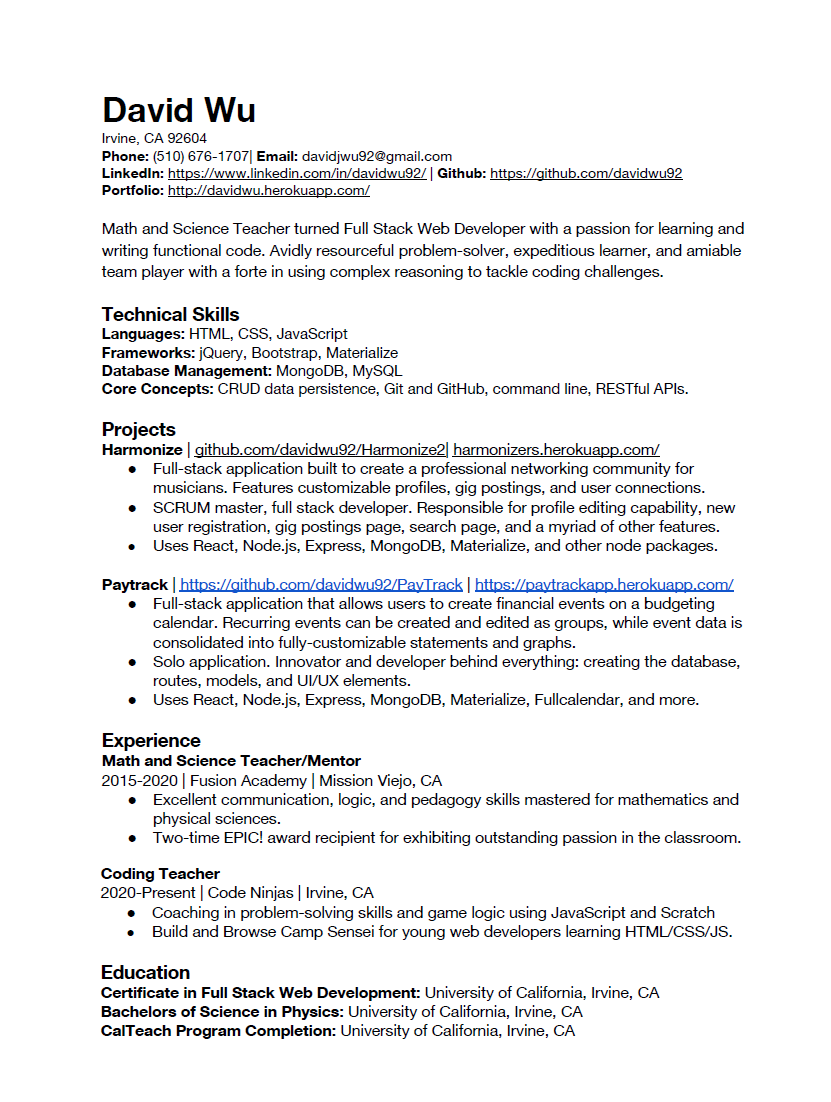 David Wu
Irvine, CA 92604
Phone: (510) 676-1707| Email: davidjwu92@gmail.com
LinkedIn: https://www.linkedin.com/in/davidwu92/ | Github: https://github.com/davidwu92
Portfolio: http://davidwu.herokuapp.com/
Math and Science Teacher turned Full Stack Web Developer with a passion for learning and
writing functional code. Avidly resourceful problem-solver, expeditious learner, and amiable
team player with a forte in using complex reasoning to tackle coding challenges.
Technical Skills
Languages: HTML, CSS, JavaScript
Frameworks: jQuery, Bootstrap, Materialize
Database Management: MongoDB, MySQL
Core Concepts: CRUD data persistence, Git and GitHub, command line, RESTful APIs.
Projects
Harmonize | github.com/davidwu92/Harmonize2| harmonizers.herokuapp.com/
● Full-stack application built to create a professional networking community for
musicians. Features customizable profiles, gig postings, and user connections.
● SCRUM master, full stack developer. Responsible for profile editing capability, new
user registration, gig postings page, search page, and a myriad of other features.
● Uses React, Node.js, Express, MongoDB, Materialize, and other node packages.
Paytrack | https://github.com/davidwu92/PayTrack | https://paytrackapp.herokuapp.com/
● Full-stack application that allows users to create financial events on a budgeting
calendar. Recurring events can be created and edited as groups, while event data is
consolidated into fully-customizable statements and graphs.
● Solo application. Innovator and developer behind everything: creating the database,
routes, models, and UI/UX elements.
● Uses React, Node.js, Express, MongoDB, Materialize, Fullcalendar, and more.
Experience
Math and Science Teacher/Mentor
2015-2020 | Fusion Academy | Mission Viejo, CA
● Excellent communication, logic, and pedagogy skills mastered for mathematics and
physical sciences.
● Two-time EPIC! award recipient for exhibiting outstanding passion in the classroom.
Coding Teacher
2020-Present | Code Ninjas | Irvine, CA
● Coaching in problem-solving skills and game logic using JavaScript and Scratch
● Build and Browse Camp Sensei for young web developers learning HTML/CSS/JS.
Education
Certificate in Full Stack Web Development: University of California, Irvine, CA
Bachelors of Science in Physics: University of California, Irvine, CA
CalTeach Program Completion: University of California, Irvine, CA